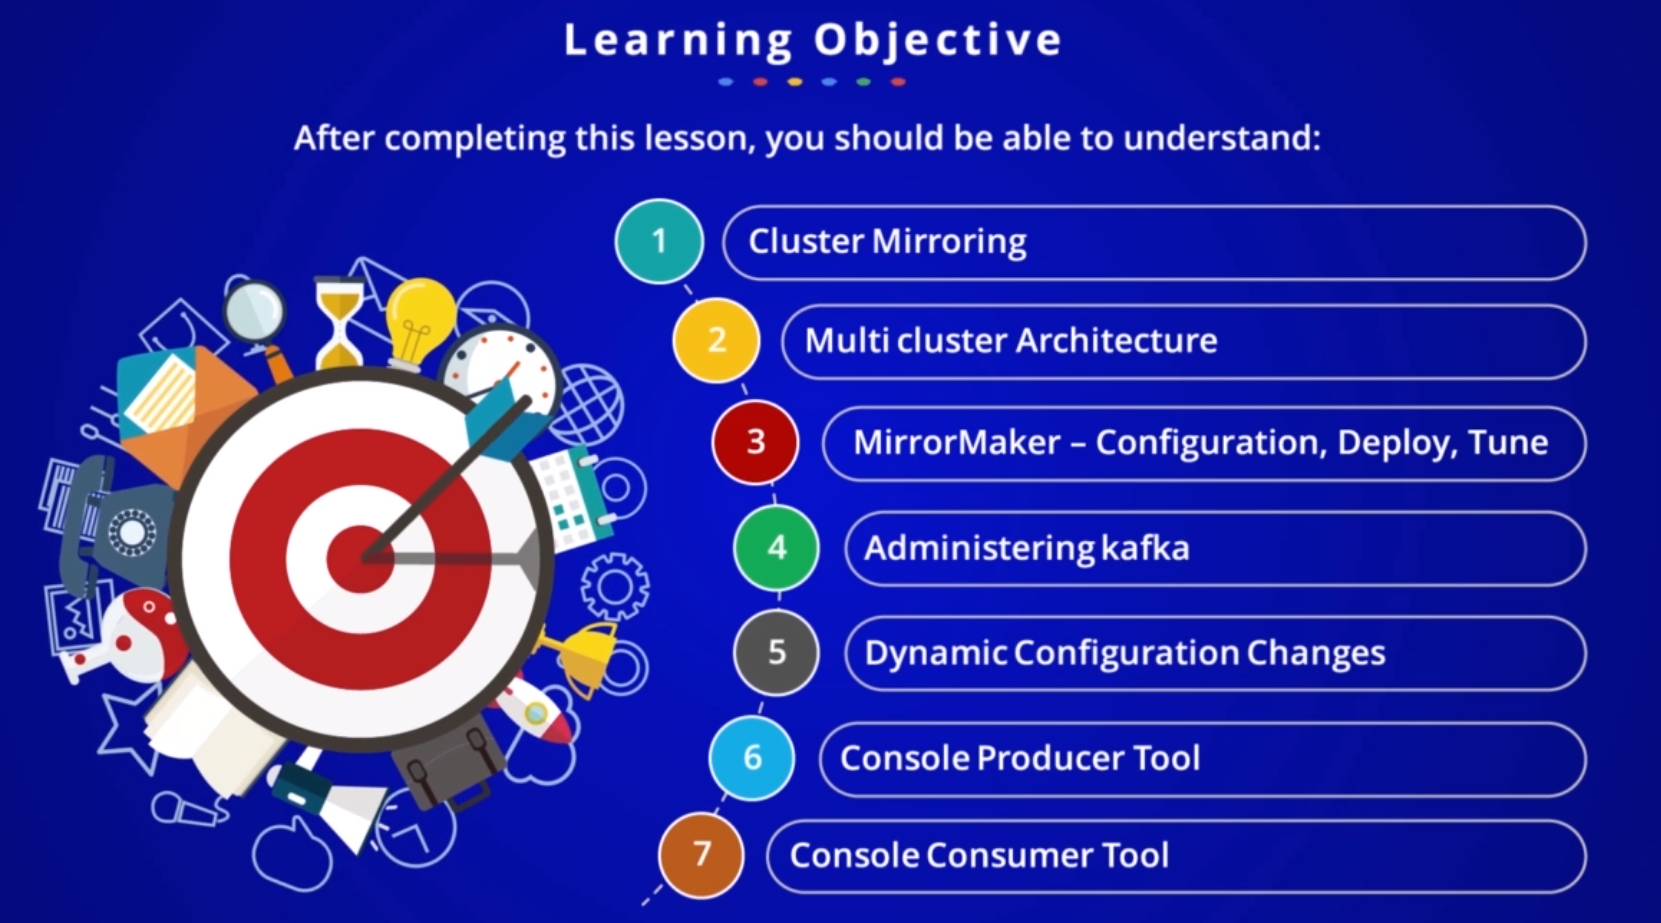 Learning Objective
After completing this lesson, you should be able to understand:
1 Cluster Mirroring
2 Multi cluster Architecture
3 MirrorMaker – Configuration, Deploy, Tune
4 Administering kafka
5 Dynamic Configuration Changes
6 Console Producer Tool
7 Console Consumer Tool